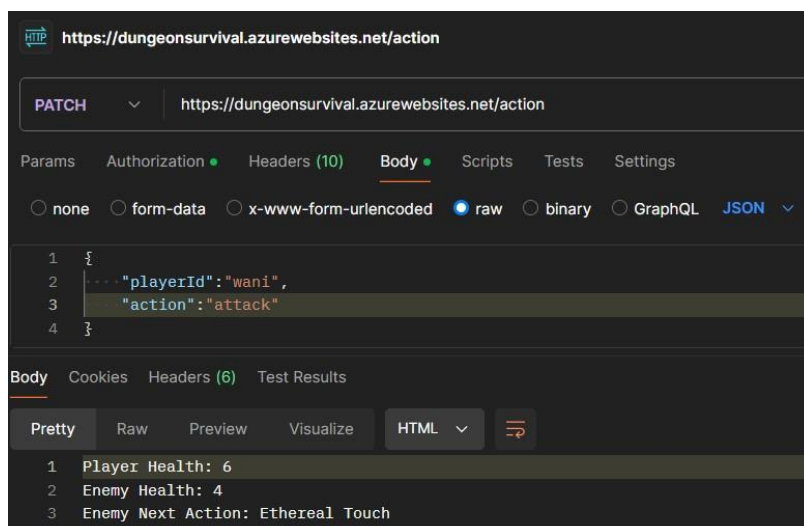 HTTP https://dungeonsurvival.azurewebsites.net/action
PATCH https://dungeonsurvival.azurewebsites.net/action
Params Authorization Headers (10) Body Scripts Tests Settings
none form-data x-www-form-urlencoded raw binary GraphQL JSON
1 {
2 "playerId":"wani",
3 "action":"attack"
4 }
Body Cookies Headers (6) Test Results
Pretty Raw Preview Visualize HTML
1 Player Health: 6
2 Enemy Health: 4
3 Enemy Next Action: Ethereal Touch